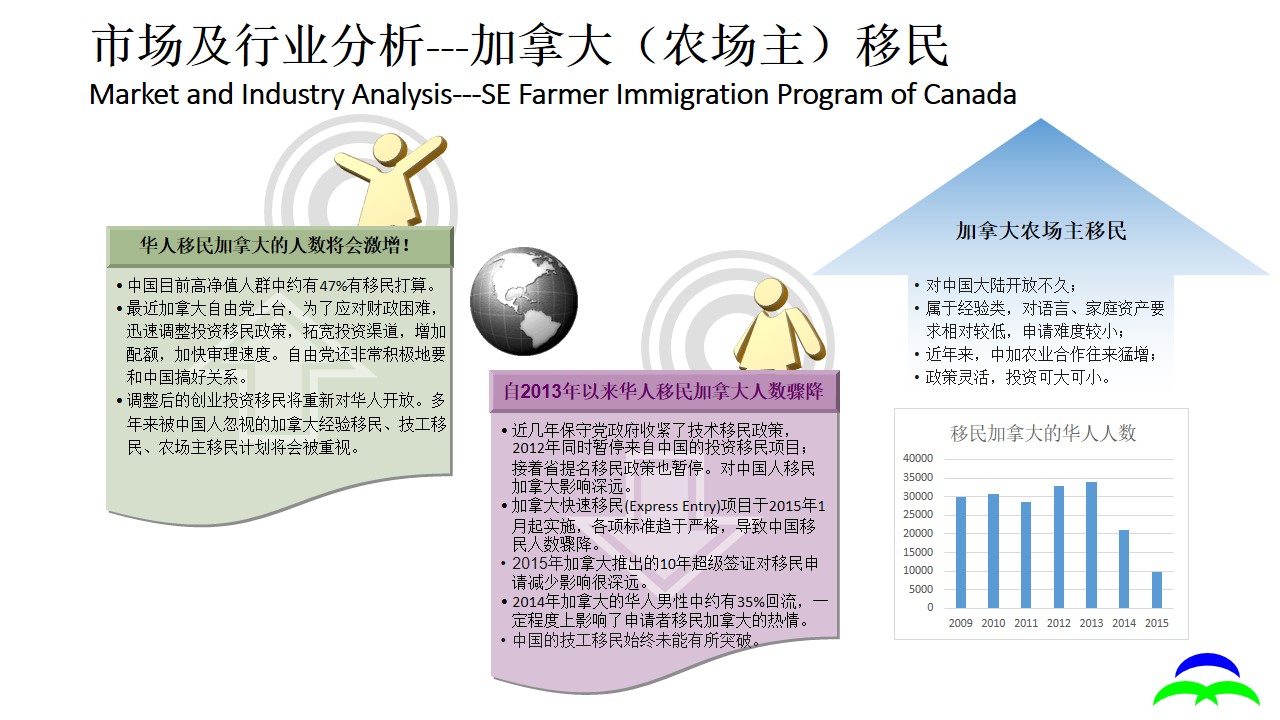 市场及行业分析---加拿大（农场主）移民
Market and Industry Analysis---SE Farmer Immigration Program of Canada
华人移民加拿大的人数将会激增！
• 中国目前高净值人群中约有47%有移民打算。
• 最近加拿大自由党上台，为了应对财政困难，
迅速调整投资移民政策，拓宽投资渠道，增加
配额，加快审理速度。自由党还非常积极地要
和中国搞好关系。
• 调整后的创业投资移民将重新对华人开放。多
年来被中国人忽视的加拿大经验移民、技工移
民、农场主移民计划将会被重视。
自2013年以来华人移民加拿大人数骤降
• 近几年保守党政府收紧了技术移民政策，
2012年同时暂停来自中国的投资移民项目；
接着省提名移民政策也暂停。对中国人移民
加拿大影响深远。
• 加拿大快速移民(Express Entry)项目于2015年1
月起实施，各项标准趋于严格，导致中国移
民人数骤降。
• 2015年加拿大推出的10年超级签证对移民申
请减少影响很深远。
• 2014年加拿大的华人男性中约有35%回流，一
定程度上影响了申请者移民加拿大的热情。
• 中国的技工移民始终未能有所突破。
加拿大农场主移民
• 对中国大陆开放不久；
• 属于经验类，对语言、家庭资产要
求相对较低，申请难度较小；
• 近年来，中加农业合作往来猛增；
• 政策灵活，投资可大可小。
移民加拿大的华人人数
40000
35000
30000
25000
20000
15000
10000
5000
0
2009 2010 2011 2012 2013 2014 2015